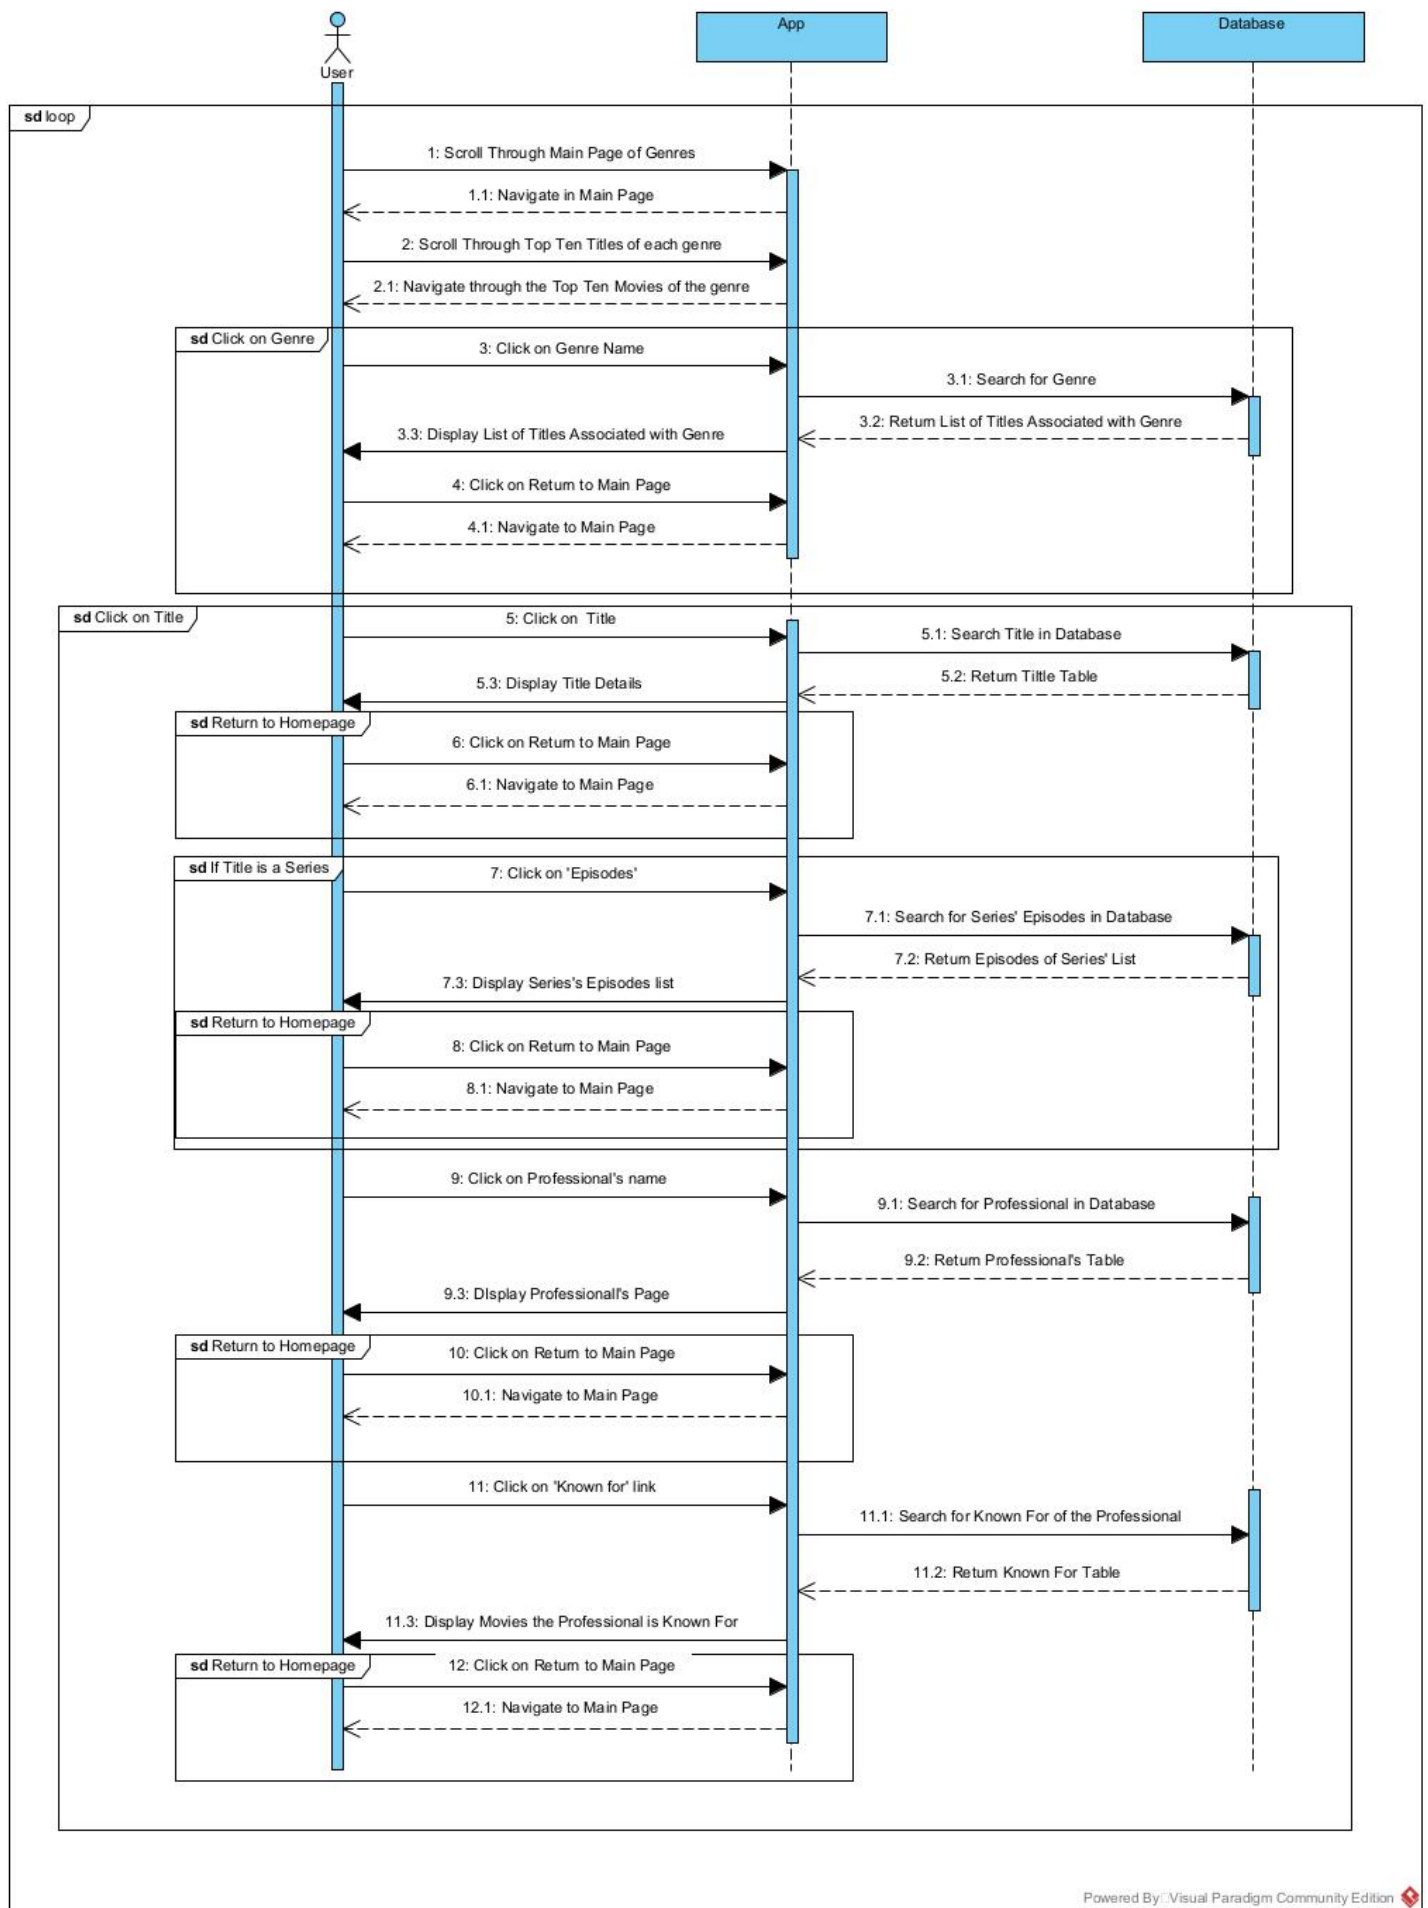 App
Database
User
sd loop
1: Scroll Through Main Page of Genres
1.1: Navigate in Main Page
2: Scroll Through Top Ten Titles of each genre
2.1: Navigate through the Top Ten Movies of the genre
sd Click on Genre
3: Click on Genre Name
3.1: Search for Genre
3.2: Return List of Titles Associated with Genre
3.3: Display List of Titles Associated with Genre
4: Click on Return to Main Page
4.1: Navigate to Main Page
sd Click on Title
5: Click on Title
5.1: Search Title in Database
5.2: Return Tiltle Table
5.3: Display Title Details
sd Return to Homepage
6: Click on Return to Main Page
6.1: Navigate to Main Page
sd If Title is a Series
7: Click on 'Episodes'
7.1: Search for Series' Episodes in Database
7.2: Return Episodes of Series' List
7.3: Display Series's Episodes list
sd Return to Homepage
8: Click on Return to Main Page
8.1: Navigate to Main Page
9: Click on Professional's name
9.1: Search for Professional in Database
9.2: Return Professional's Table
9.3: DIsplay Professionall's Page
sd Return to Homepage
10: Click on Return to Main Page
10.1: Navigate to Main Page
11: Click on 'Known for' link
11.1: Search for Known For of the Professional
11.2: Return Known For Table
11.3: Display Movies the Professional is Known For
sd Return to Homepage
12: Click on Return to Main Page
12.1: Navigate to Main Page
Powered By Visual Paradigm Community Edition